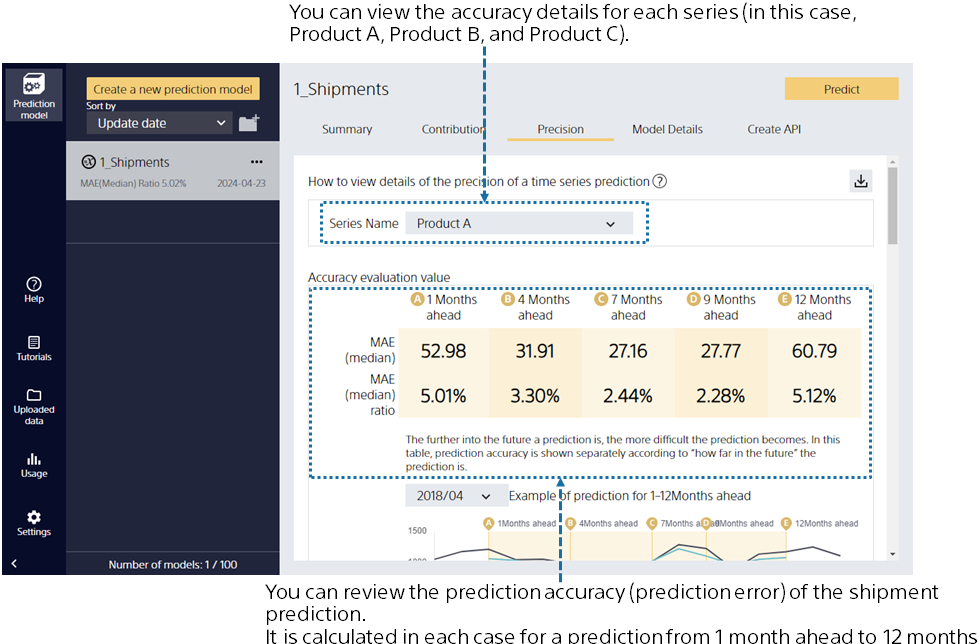 You can view the accuracy details for each series (in this case,
Product A, Product B, and Product C).
Prediction
model
Help
Tutorials
Uploaded
data
Usage
Settings
Create a new prediction model
Sort by
Update date
1_Shipments
MAE(Median) Ratio 5.02%
2024-04-23
Number of models: 1 / 100
1_Shipments
Predict
Summary
Contribution
Precision
Model Details
Create API
How to view details of the precision of a time series prediction ?
Series Name
Product A
Accuracy evaluation value
A 1 Months
ahead
B 4 Months
ahead
C 7 Months
ahead
D 9 Months
ahead
E 12 Months
ahead
MAE
(median)
52.98 31.91 27.16 27.77 60.79
MAE
(median)
ratio
5.01% 3.30% 2.44% 2.28% 5.12%
The further into the future a prediction is, the more difficult the prediction becomes. In this
table, prediction accuracy is shown separately according to "how far in the future" the
prediction is.
2018/04
Example of prediction for 1-12Months ahead
A 1Months ahead B 4Months ahead C 7Months D 9Months ahead E 12Months ahead
1500
You can review the prediction accuracy (prediction error) of the shipment
prediction.
It is calculated in each case for a prediction from 1 month ahead to 12 months